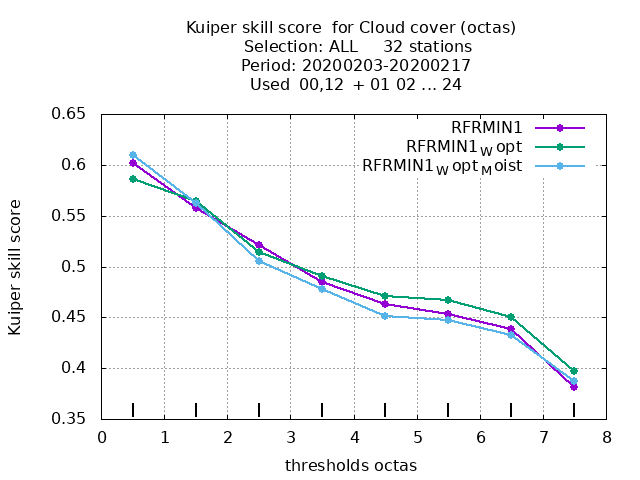 Kuiper skill score  for Cloud cover (octas)
Selection: ALL     32 stations
Period: 20200203-20200217
Used  00,12  + 01 02 ... 24
RFRMIN1
RFRMIN1W opt
RFRMIN1W optM oist
Kuiper skill score
0.65
0.6
0.55
0.5
0.45
0.4
0.35
0 1 2 3 4 5 6 7 8
thresholds octas